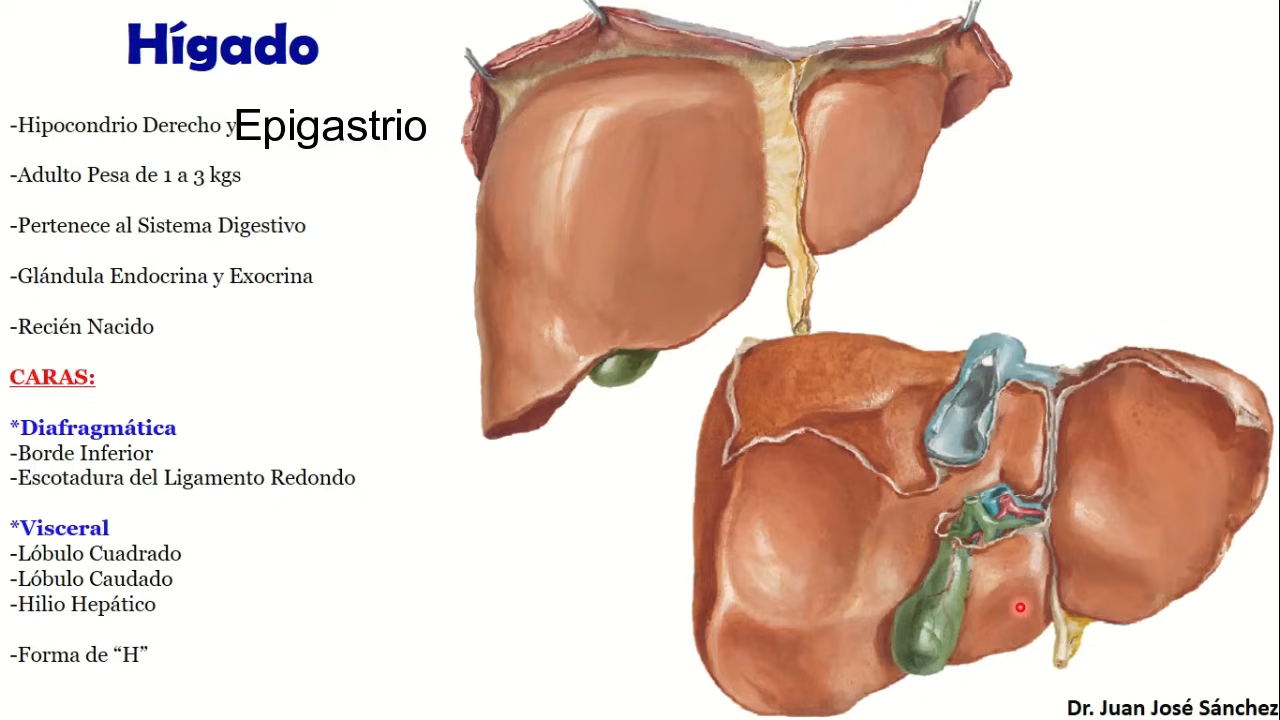 Hígado
-Hipocondrio Derecho y Epigastrio
-Adulto Pesa de 1 a 3 kgs
-Pertenece al Sistema Digestivo
-Glándula Endocrina y Exocrina
-Recién Nacido
CARAS:
*Diafragmática
-Borde Inferior
-Escotadura del Ligamento Redondo
*Visceral
-Lóbulo Cuadrado
-Lóbulo Caudado
-Hilio Hepático
-Forma de “H”
Dr. Juan José Sánchez